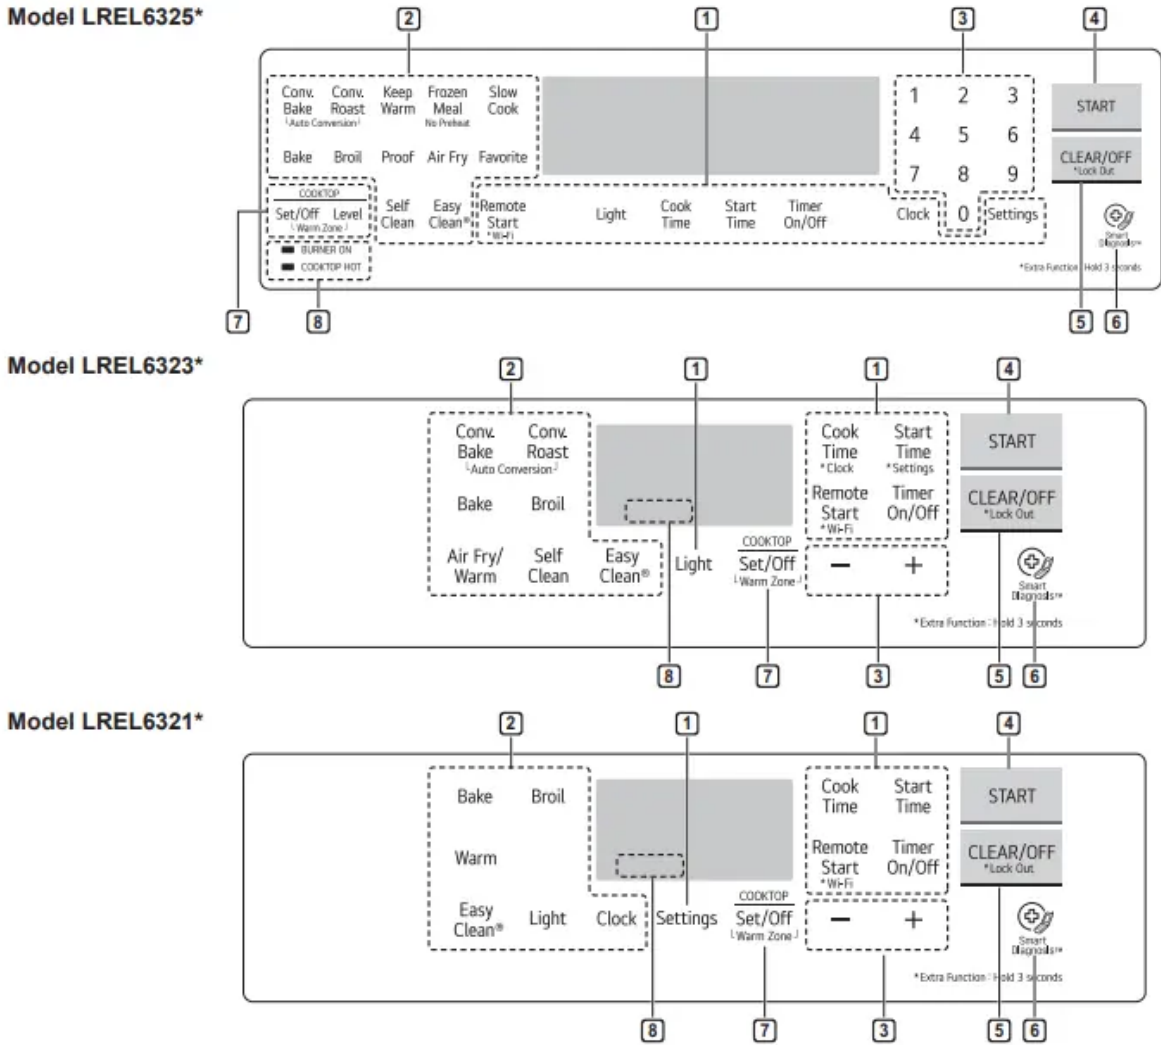 Model LREL6325*
2 1 3 4
Conv. Conv. Keep Frozen Slow
Bake Roast Warm Meal Cook
└Auto Conversion┘ No Preheat
1 2 3
START
4 5 6
Bake Broil Proof Air Fry Favorite
CLEAR/OFF
*Lock Out
7 8 9
COOKTOP
Set/Off Level
└Warm Zone┘
Self Easy
Clean Clean®
Remote
Start
*Wi-Fi
Light
Cook
Time
Start
Time
Timer
On/Off
Clock 0 Settings
Smart
Diagnosis™
BURNER ON
COOKTOP HOT
*Extra Function : Hold 3 seconds
7 8 5 6
Model LREL6323*
2 1 1 4
Conv. Conv.
Bake Roast
└Auto Conversion┘
Bake Broil
Air Fry/ Self Easy
Warm Clean Clean®
Light
COOKTOP
Set/Off
└Warm Zone┘
Cook Start
Time Time
*Clock *Settings
Remote Timer
Start On/Off
*Wi-Fi
− +
START
CLEAR/OFF
*Lock Out
Smart
Diagnosis™
*Extra Function : Hold 3 seconds
8 7 3 5 6
Model LREL6321*
2 1 1 4
Bake Broil
Warm
Easy
Clean®
Light Clock Settings
COOKTOP
Set/Off
└Warm Zone┘
Cook Start
Time Time
Remote Timer
Start On/Off
*Wi-Fi
− +
START
CLEAR/OFF
*Lock Out
Smart
Diagnosis™
*Extra Function : Hold 3 seconds
8 7 3 5 6